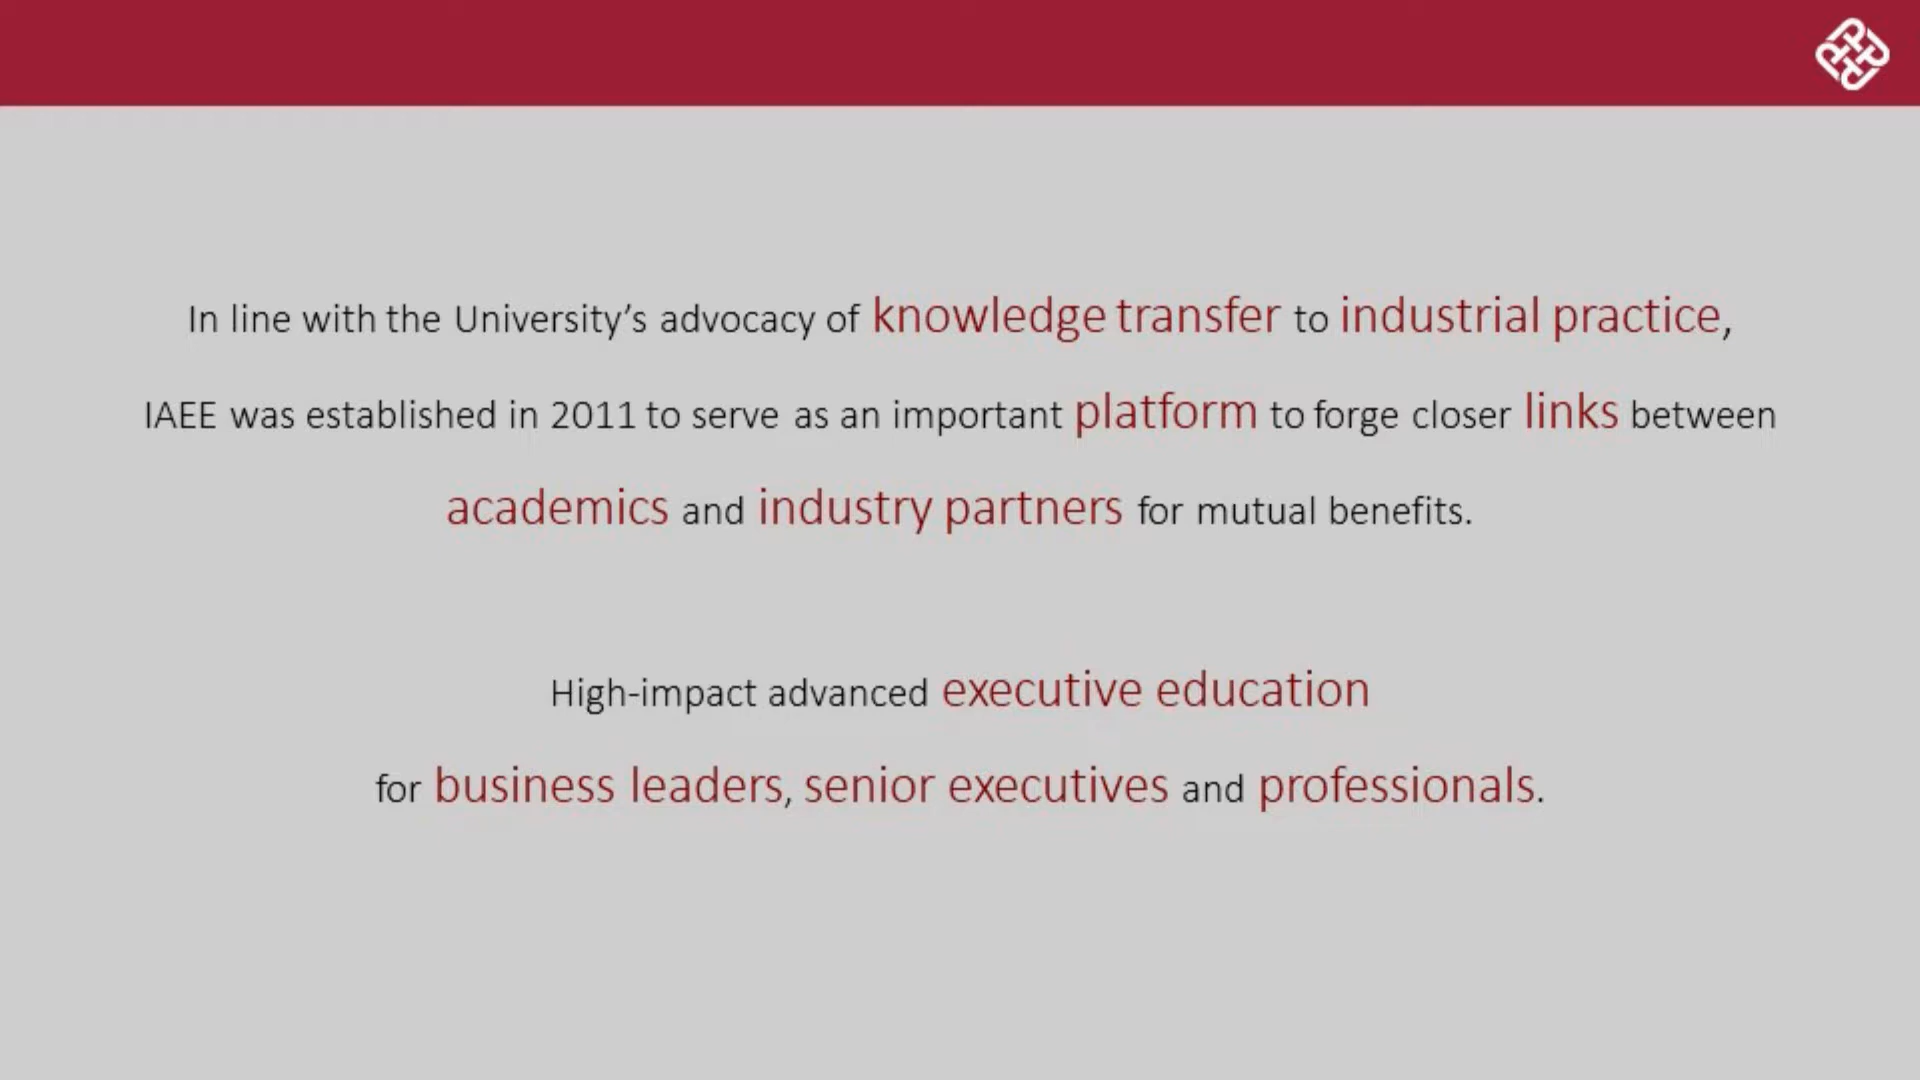 In line with the University’s advocacy of knowledge transfer to industrial practice,
IAEE was established in 2011 to serve as an important platform to forge closer links between
academics and industry partners for mutual benefits.
High-impact advanced executive education
for business leaders, senior executives and professionals.